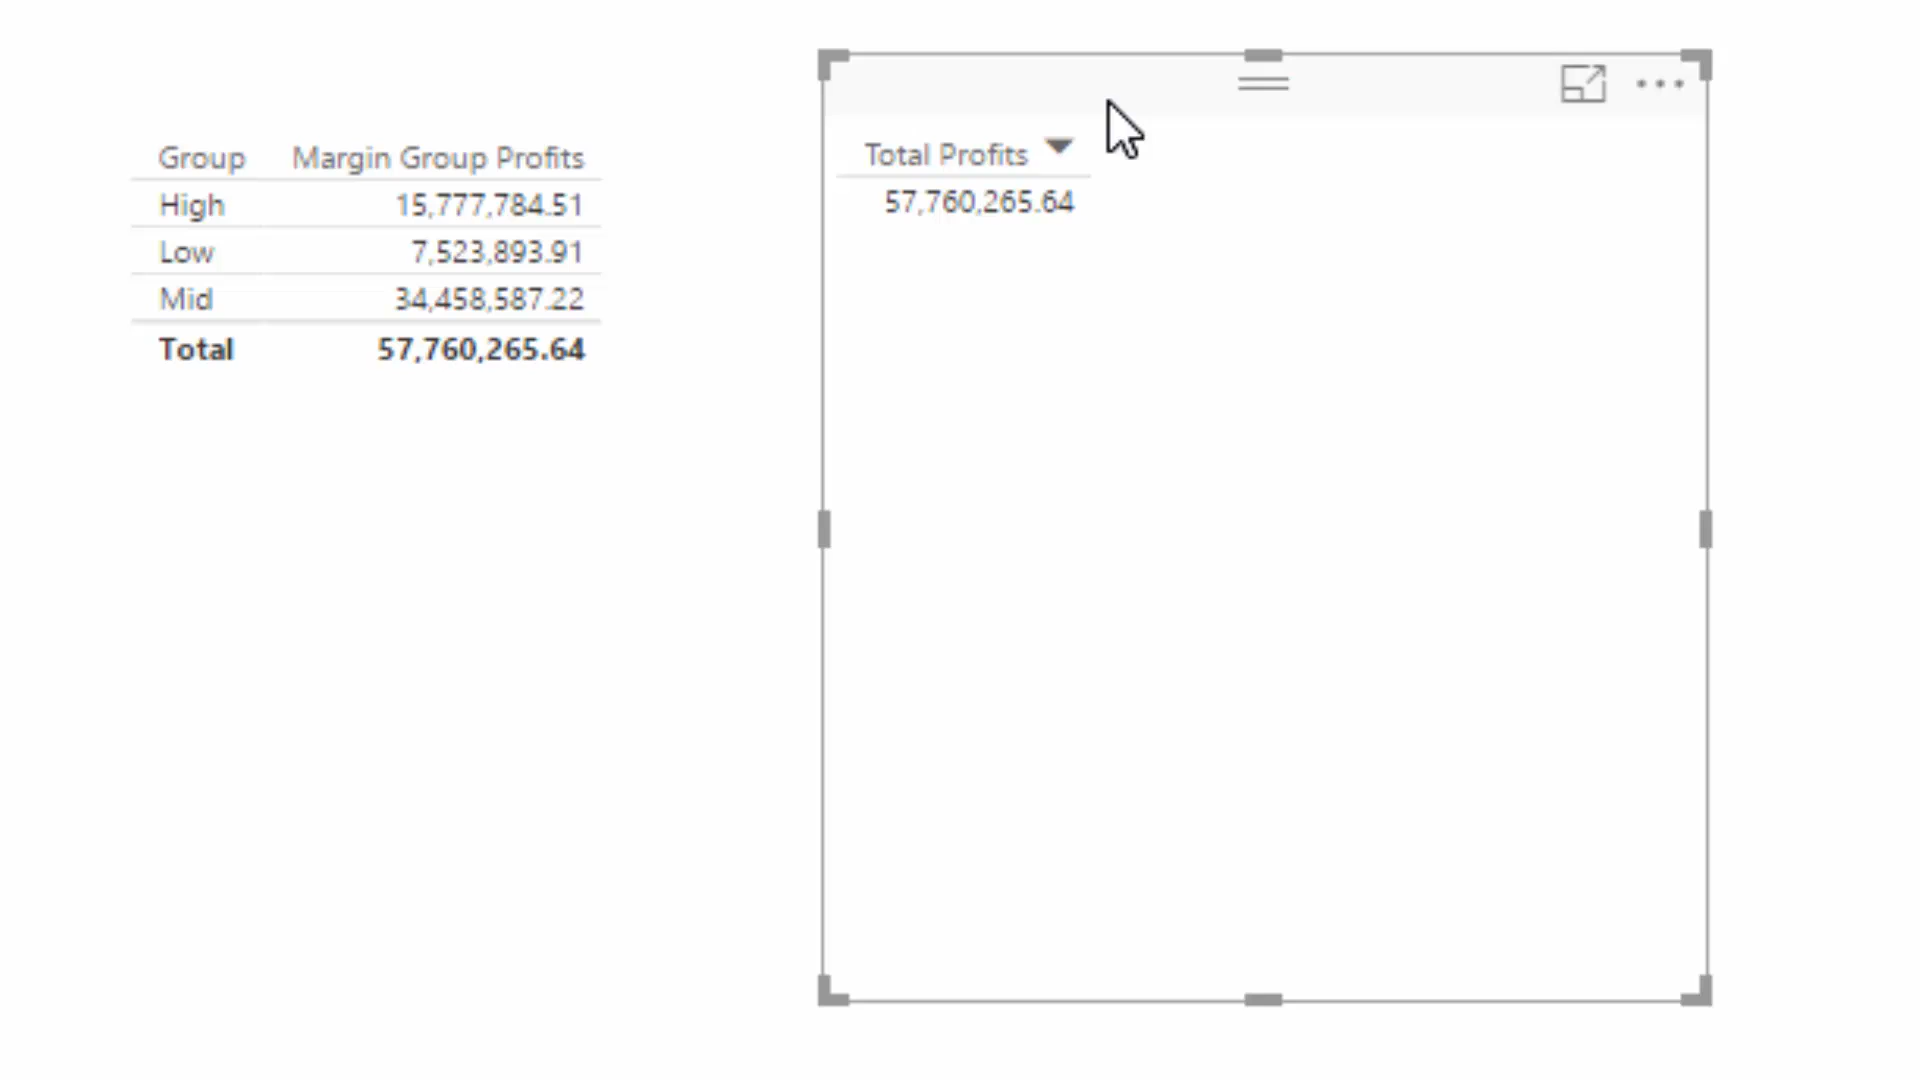 Group Margin Group Profits
High 15,777,784.51
Low 7,523,893.91
Mid 34,458,587.22
Total 57,760,265.64
Total Profits
57,760,265.64